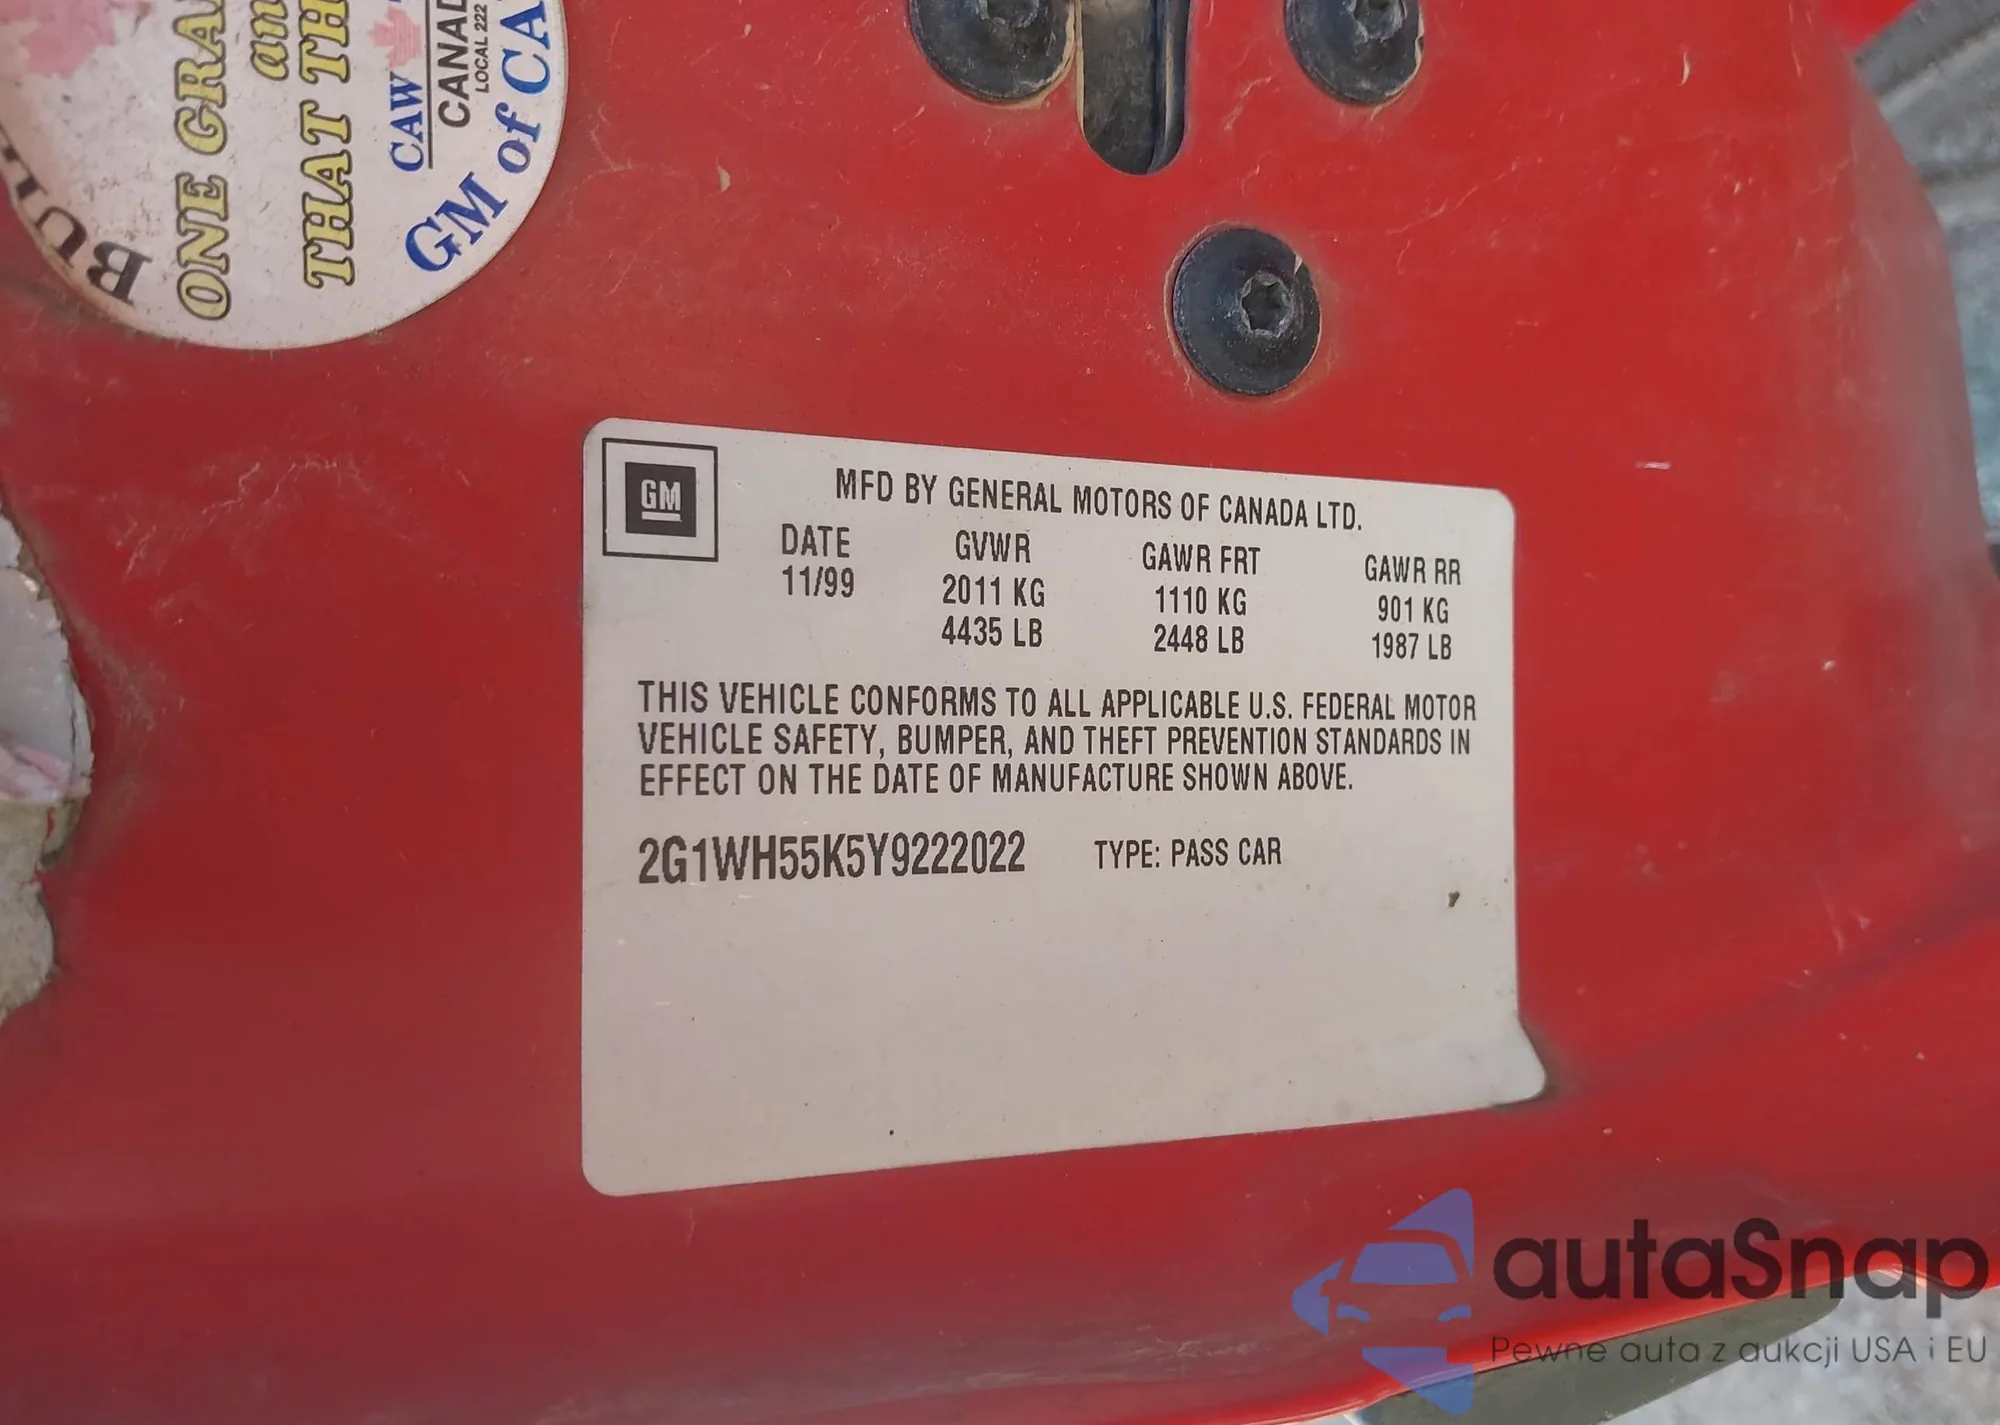 ONE GRA
an
THAT TH
CAW
CANAD
LOCAL 222
GM of CA
GM
MFD BY GENERAL MOTORS OF CANADA LTD.
DATE GVWR GAWR FRT GAWR RR
11/99 2011 KG 1110 KG 901 KG
4435 LB 2448 LB 1987 LB
THIS VEHICLE CONFORMS TO ALL APPLICABLE U.S. FEDERAL MOTOR
VEHICLE SAFETY, BUMPER, AND THEFT PREVENTION STANDARDS IN
EFFECT ON THE DATE OF MANUFACTURE SHOWN ABOVE.
2G1WH55K5Y9222022 TYPE: PASS CAR
autaSnap
Pewne auta z aukcji USA i EU